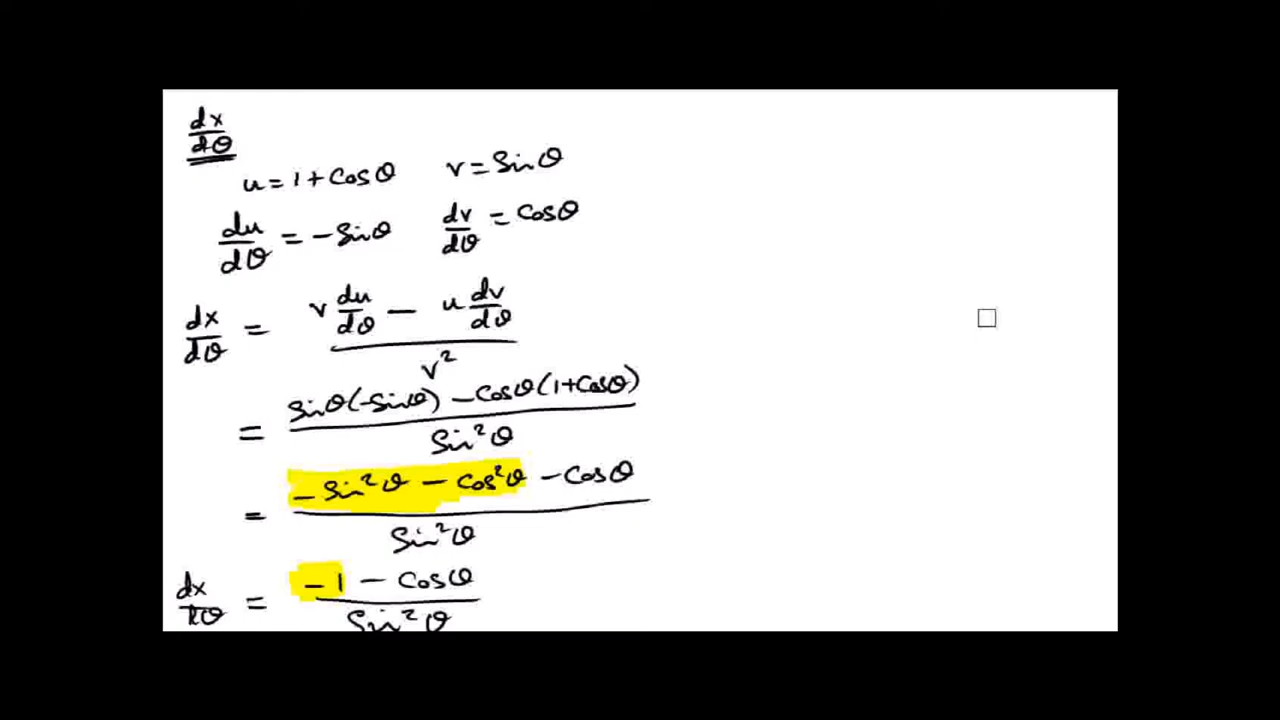 dx/dθ
u = 1 + cosθ   v = sinθ
du/dθ = -sinθ   dv/dθ = cosθ
dx/dθ = (v du/dθ - u dv/dθ) / v²
= (sinθ(-sinθ) - cosθ(1+cosθ)) / sin²θ
= (-sin²θ - cos²θ - cosθ) / sin²θ
dx/dθ = (-1 - cosθ) / sin²θ